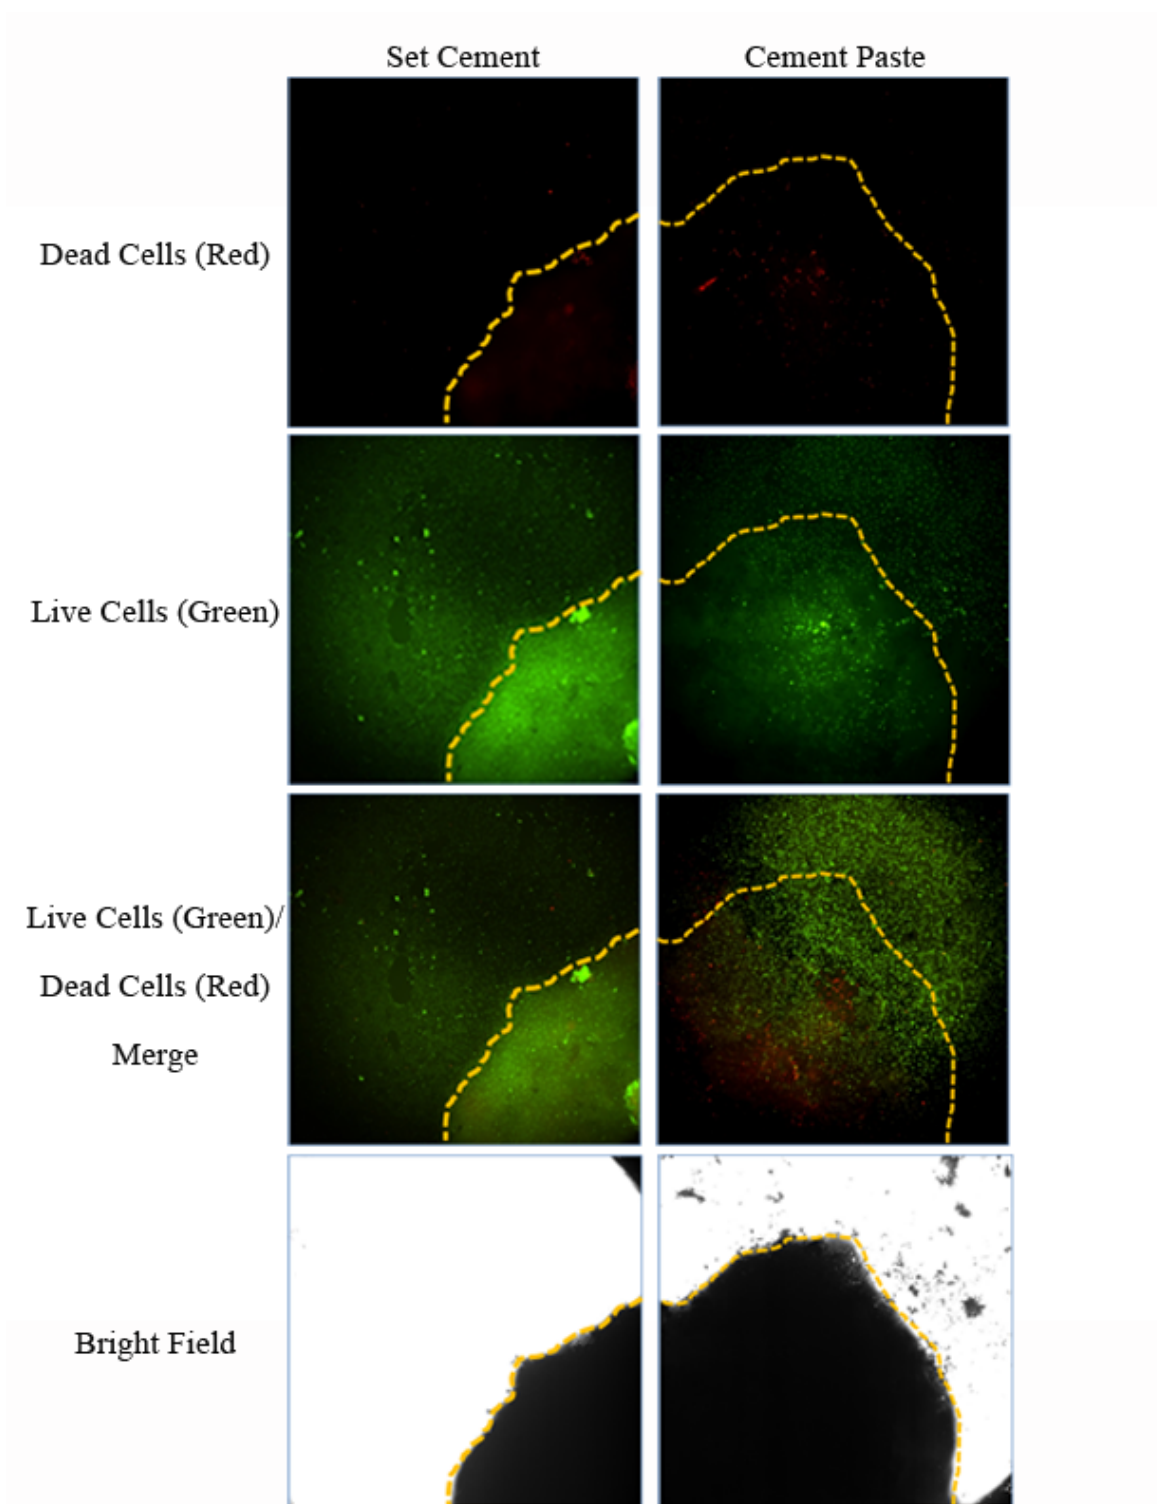 Set Cement
Cement Paste
Dead Cells (Red)
Live Cells (Green)
Live Cells (Green)/
Dead Cells (Red)
Merge
Bright Field